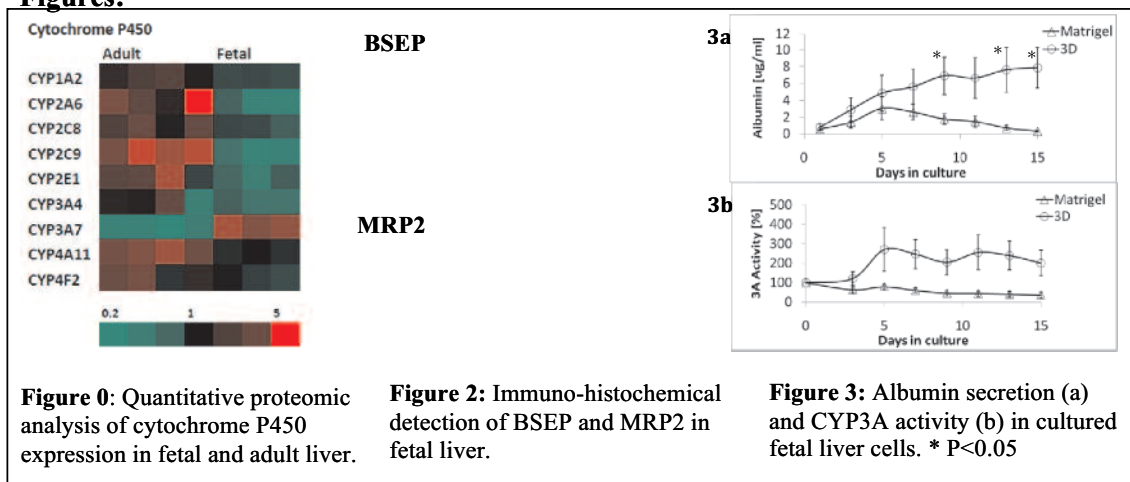 Figures:
Cytochrome P450
Adult Fetal
CYP1A2
CYP2A6
CYP2C8
CYP2C9
CYP2E1
CYP3A4
CYP3A7
CYP4A11
CYP4F2
0.2 1 5
Figure 0: Quantitative proteomic
analysis of cytochrome P450
expression in fetal and adult liver.
BSEP
MRP2
Figure 2: Immuno-histochemical
detection of BSEP and MRP2 in
fetal liver.
3a
Albumin [ug/ml]
12
10
8
6
4
2
0
* * *
Matrigel
3D
0 5 10 15
Days in culture
3b
3A Activity [%]
500
400
300
200
100
0
Matrigel
3D
0 5 10 15
Days in culture
Figure 3: Albumin secretion (a)
and CYP3A activity (b) in cultured
fetal liver cells. * P<0.05